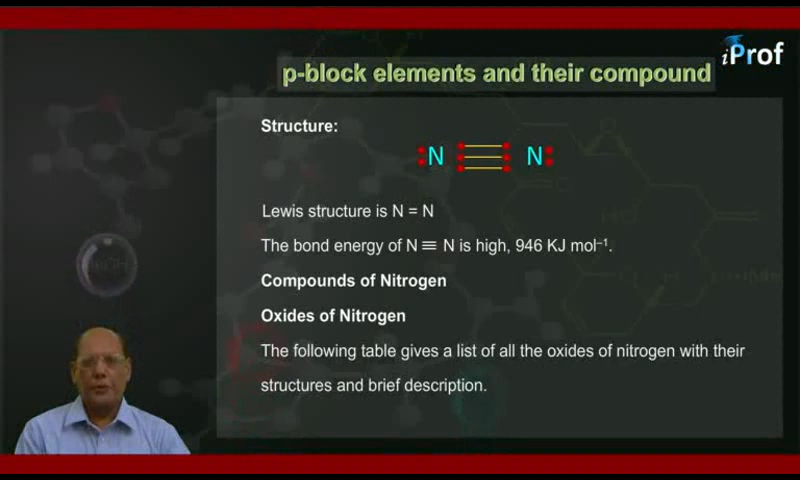 iProf
p-block elements and their compound
Structure:
:N ≡ N:
Lewis structure is N = N
The bond energy of N ≡ N is high, 946 KJ mol⁻¹.
Compounds of Nitrogen
Oxides of Nitrogen
The following table gives a list of all the oxides of nitrogen with their
structures and brief description.